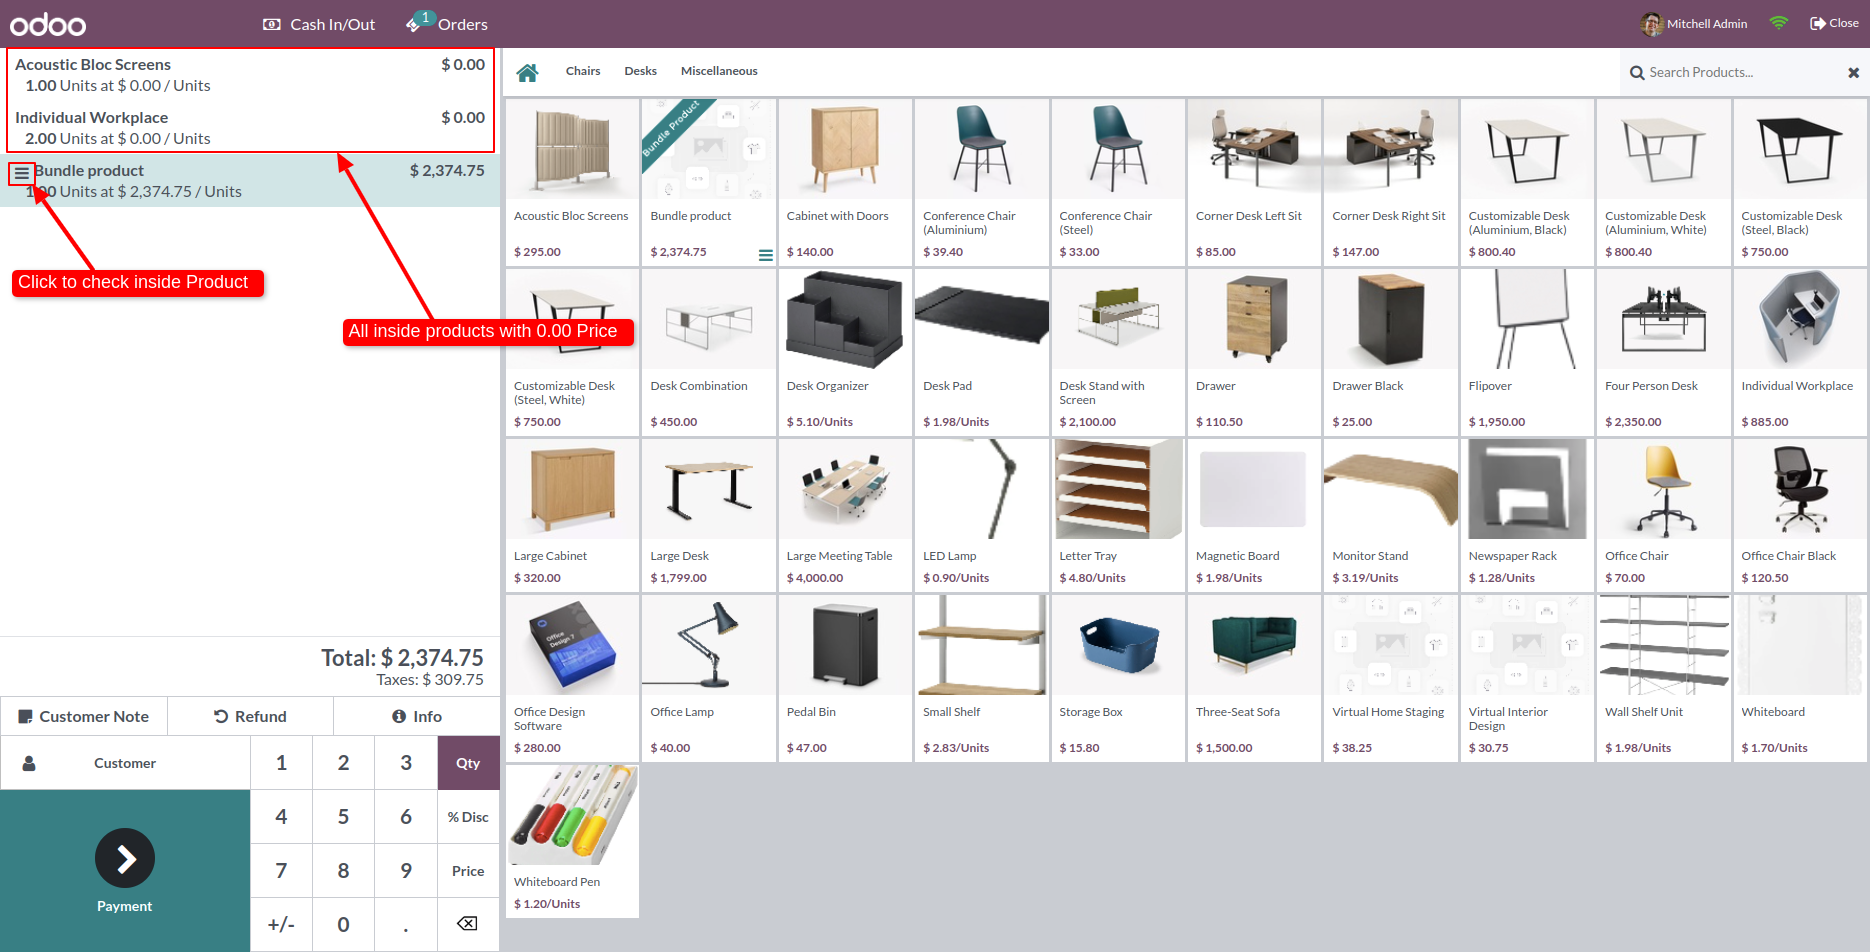 odoo
Cash In/Out
1
Orders
Mitchell Admin
Close
Acoustic Bloc Screens $ 0.00
1.00 Units at $ 0.00 / Units
Individual Workplace $ 0.00
2.00 Units at $ 0.00 / Units
Bundle product $ 2,374.75
1.00 Units at $ 2,374.75 / Units
Click to check inside Product
All inside products with 0.00 Price
Total: $ 2,374.75
Taxes: $ 309.75
Customer Note
Refund
Info
Customer
1 2 3 Qty
4 5 6 % Disc
7 8 9 Price
+/- 0 .
Payment
Chairs
Desks
Miscellaneous
Search Products...
Acoustic Bloc Screens
$ 295.00
Bundle Product
Bundle product
$ 2,374.75
Cabinet with Doors
$ 140.00
Conference Chair
(Aluminium)
$ 39.40
Conference Chair
(Steel)
$ 33.00
Corner Desk Left Sit
$ 85.00
Corner Desk Right Sit
$ 147.00
Customizable Desk
(Aluminium, Black)
$ 800.40
Customizable Desk
(Aluminium, White)
$ 800.40
Customizable Desk
(Steel, Black)
$ 750.00
Customizable Desk
(Steel, White)
$ 750.00
Desk Combination
$ 450.00
Desk Organizer
$ 5.10/Units
Desk Pad
$ 1.98/Units
Desk Stand with
Screen
$ 2,100.00
Drawer
$ 110.50
Drawer Black
$ 25.00
Flipover
$ 1,950.00
Four Person Desk
$ 2,350.00
Individual Workplace
$ 885.00
Large Cabinet
$ 320.00
Large Desk
$ 1,799.00
Large Meeting Table
$ 4,000.00
LED Lamp
$ 0.90/Units
Letter Tray
$ 4.80/Units
Magnetic Board
$ 1.98/Units
Monitor Stand
$ 3.19/Units
Newspaper Rack
$ 1.28/Units
Office Chair
$ 70.00
Office Chair Black
$ 120.50
Office
Design 7
Office Design
Software
$ 280.00
Office Lamp
$ 40.00
Pedal Bin
$ 47.00
Small Shelf
$ 2.83/Units
Storage Box
$ 15.80
Three-Seat Sofa
$ 1,500.00
Virtual Home Staging
$ 38.25
Virtual Interior
Design
$ 30.75
Wall Shelf Unit
$ 1.98/Units
Whiteboard
$ 1.70/Units
Whiteboard Pen
$ 1.20/Units